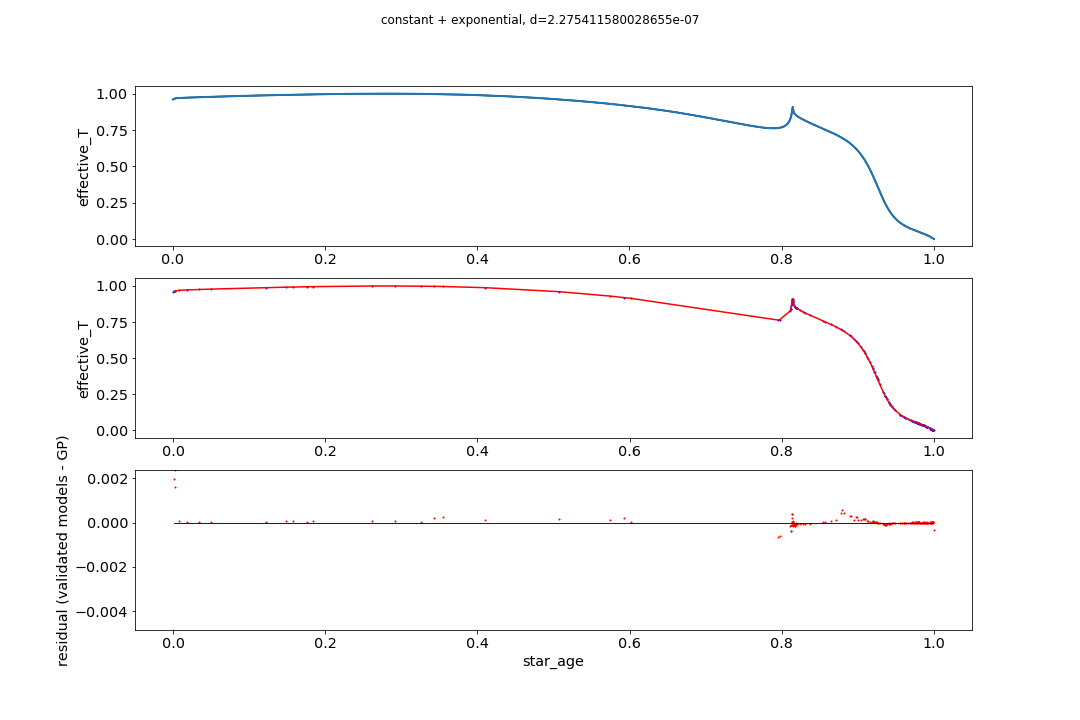 constant + exponential, d=2.275411580028655e-07
1.00
0.75
0.50
0.25
0.00
effective_T
0.0 0.2 0.4 0.6 0.8 1.0
1.00
0.75
0.50
0.25
0.00
effective_T
0.0 0.2 0.4 0.6 0.8 1.0
0.002
0.000
−0.002
−0.004
residual (validated models - GP)
0.0 0.2 0.4 0.6 0.8 1.0
star_age